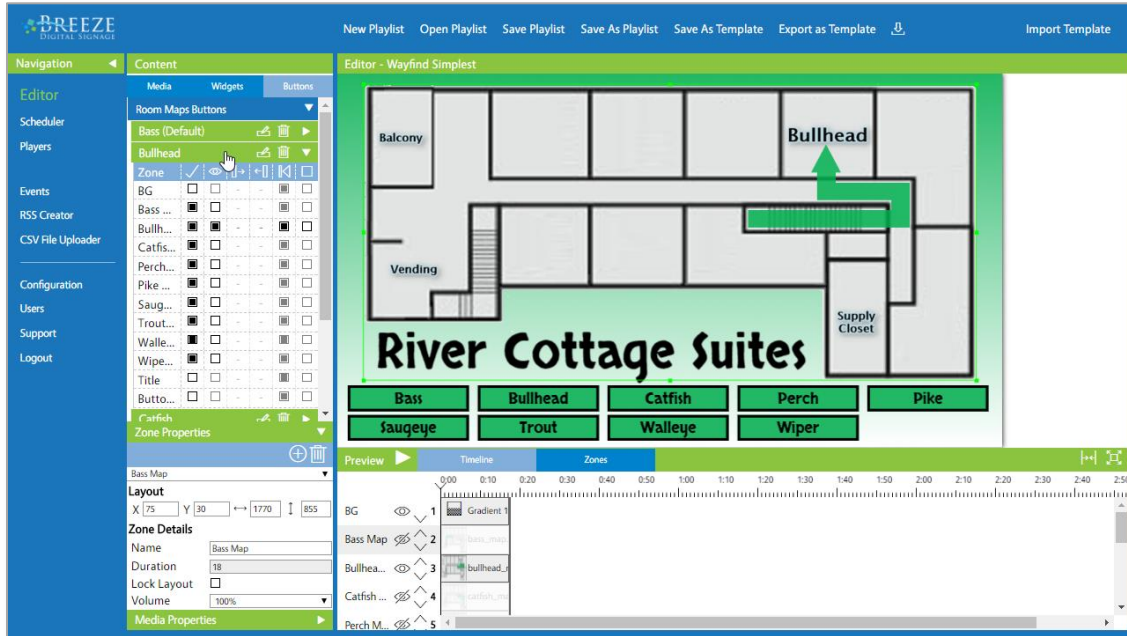 BREEZE
DIGITAL SIGNAGE
New Playlist Open Playlist Save Playlist Save As Playlist Save As Template Export as Template Import Template
Navigation
Editor
Scheduler
Players
Events
RSS Creator
CSV File Uploader
Configuration
Users
Support
Logout
Content
Media Widgets Buttons
Room Maps Buttons
Bass (Default)
Bullhead
Zone
BG
Bass ...
Bullh...
Catfis...
Perch...
Pike ...
Saug...
Trout...
Walle...
Wipe...
Title
Butto...
Catfish
Zone Properties
Bass Map
Layout
X 75 Y 30 1770 855
Zone Details
Name Bass Map
Duration 18
Lock Layout
Volume 100%
Media Properties
Editor - Wayfind Simplest
Balcony
Bullhead
Vending
Supply
Closet
River Cottage Suites
Bass Bullhead Catfish Perch Pike
Saugeye Trout Walleye Wiper
Preview Timeline Zones
0:00 0:10 0:20 0:30 0:40 0:50 1:00 1:10 1:20 1:30 1:40 1:50 2:00 2:10 2:20 2:30 2:40 2:50
BG 1 Gradient 1
Bass Map 2 bass_map
Bullhea... 3 bullhead_
Catfish ... 4 catfish_ma
Perch M... 5